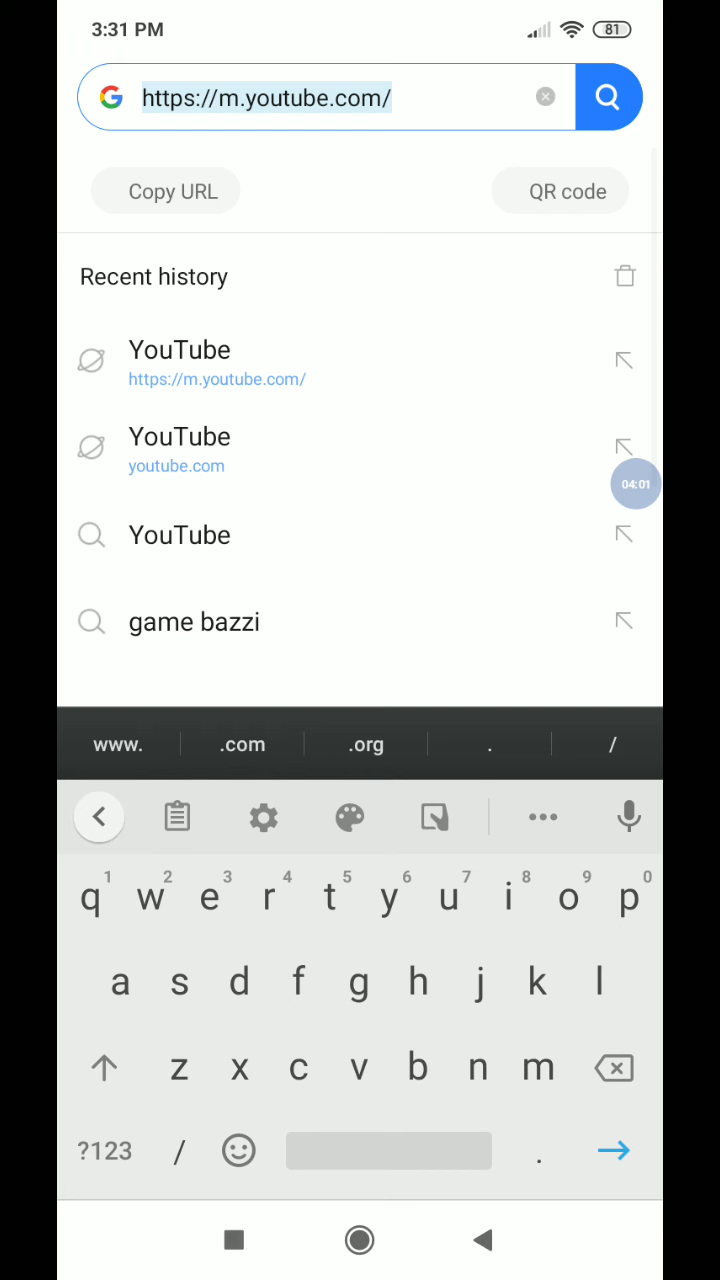 3:31 PM 81
https://m.youtube.com/
Copy URL QR code
Recent history
YouTube
https://m.youtube.com/
YouTube
youtube.com
04:01
YouTube
game bazzi
www. .com .org . /
1 2 3 4 5 6 7 8 9 0
q w e r t y u i o p
a s d f g h j k l
z x c v b n m
?123 / .